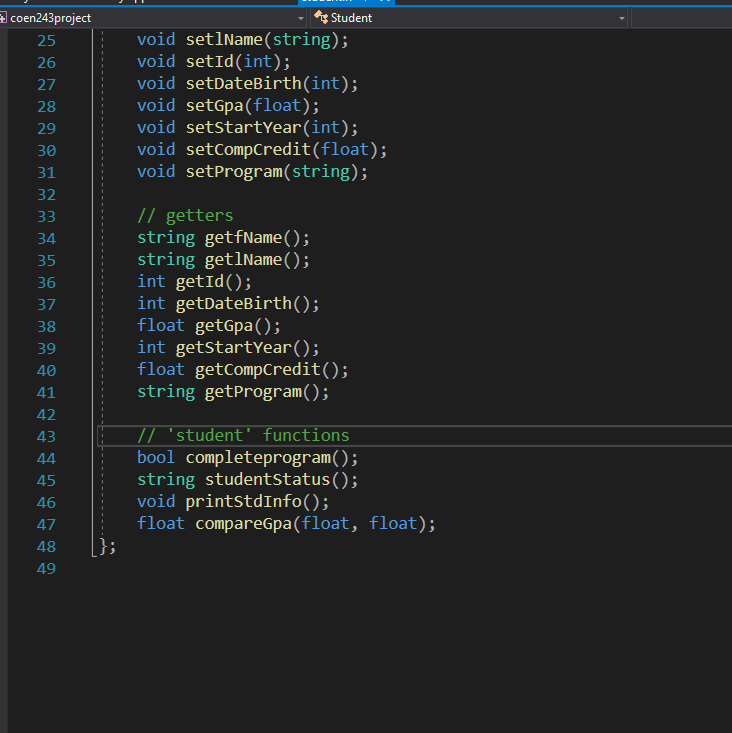 coen243project Student
25 void setlName(string);
26 void setId(int);
27 void setDateBirth(int);
28 void setGpa(float);
29 void setStartYear(int);
30 void setCompCredit(float);
31 void setProgram(string);
32
33 // getters
34 string getfName();
35 string getlName();
36 int getId();
37 int getDateBirth();
38 float getGpa();
39 int getStartYear();
40 float getCompCredit();
41 string getProgram();
42
43 // 'student' functions
44 bool completeprogram();
45 string studentStatus();
46 void printStdInfo();
47 float compareGpa(float, float);
48 };
49